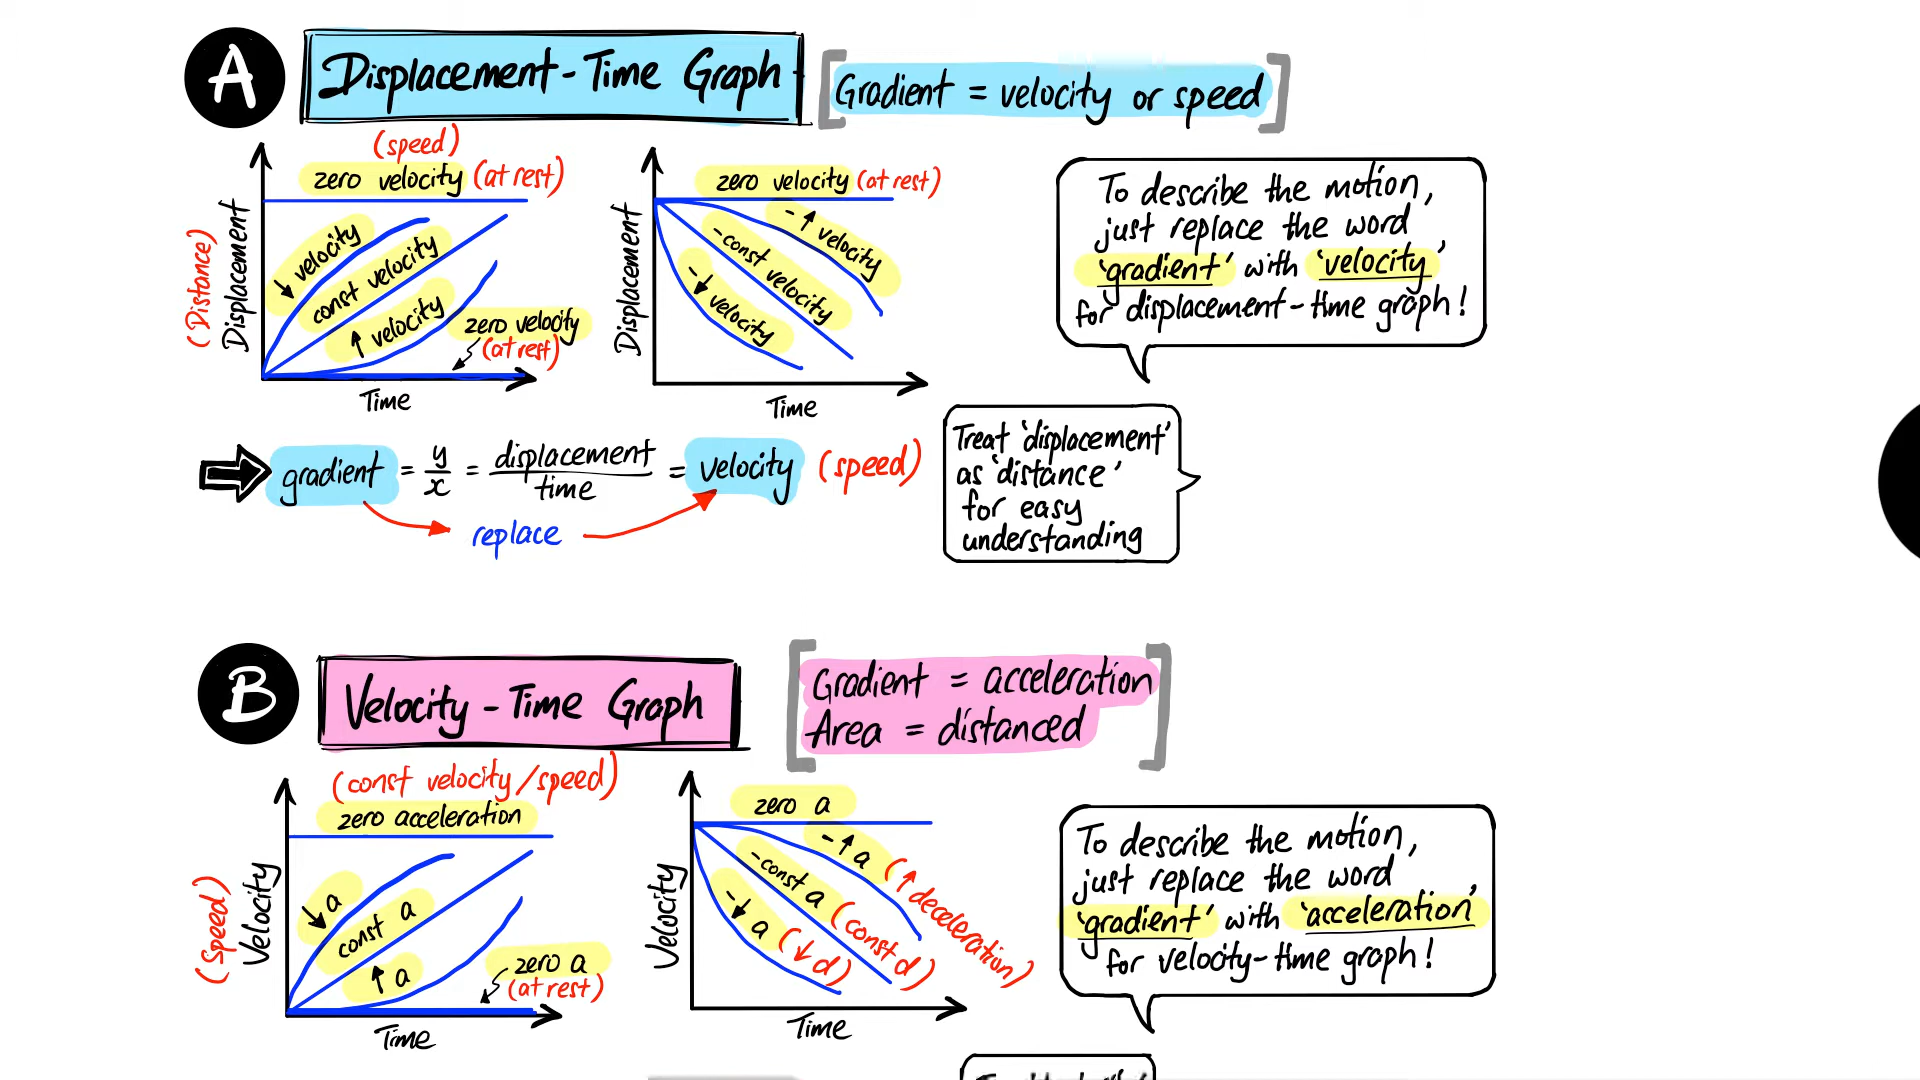 A
Displacement-Time Graph
[Gradient = velocity or speed]
(speed)
zero velocity (at rest)
↓ velocity
const velocity
↑ velocity
zero velocity
(at rest)
(Distance)
Displacement
Time
zero velocity (at rest)
- ↑ velocity
- const velocity
- ↓ velocity
Displacement
Time
To describe the motion,
just replace the word
'gradient' with 'velocity',
for displacement-time graph!
gradient = y/x = displacement/time = velocity (speed)
replace
Treat 'displacement'
as 'distance'
for easy
understanding
B
Velocity-Time Graph
[Gradient = acceleration
Area = distanced]
(const velocity/speed)
zero acceleration
↓ a
const a
↑ a
zero a
(at rest)
(Speed)
Velocity
Time
zero a
- ↑ a (↑ deceleration)
- const a (const d)
- ↓ a (↓ d)
Velocity
Time
To describe the motion,
just replace the word
'gradient' with 'acceleration',
for velocity-time graph!